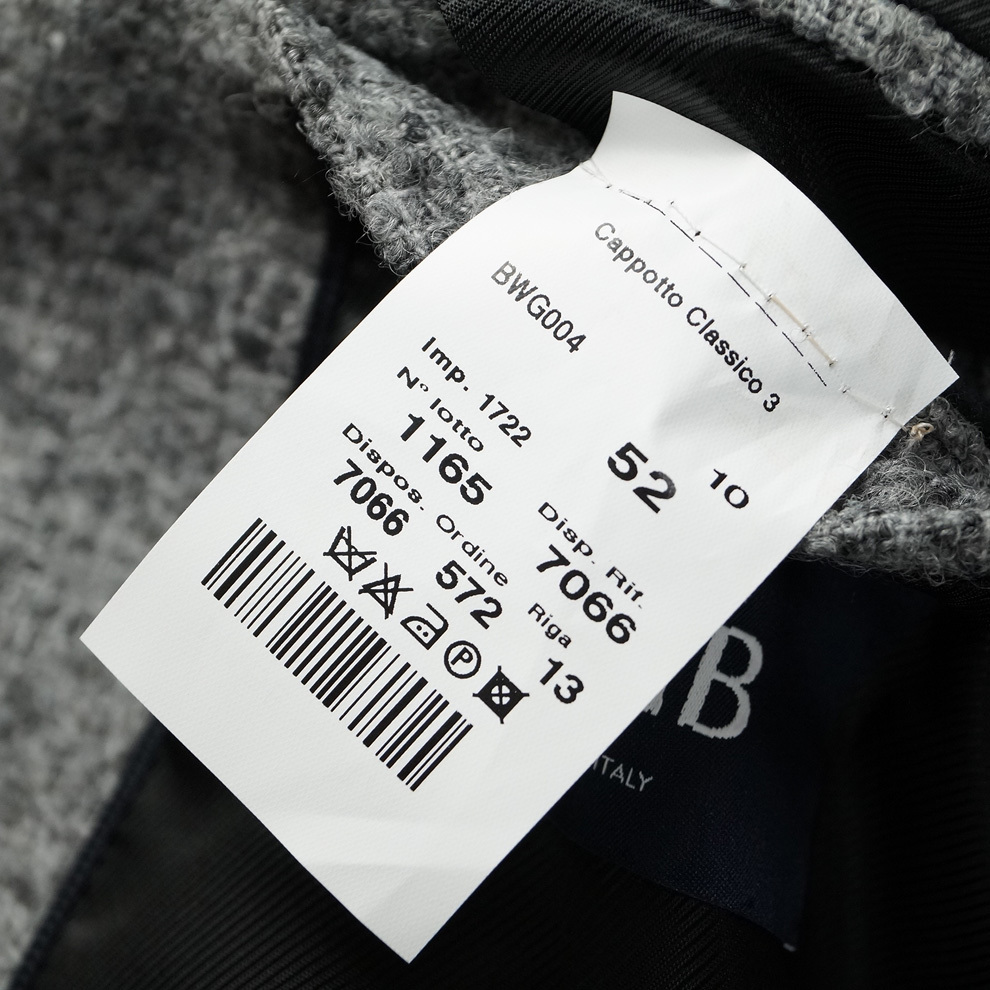 Cappotto Classico 3
BWG004
Imp. 1722
52 10
N° lotto
1165
Disp. Rif.
7066
Dispos. Ordine
7066 572
Riga
13
P
B
ITALY